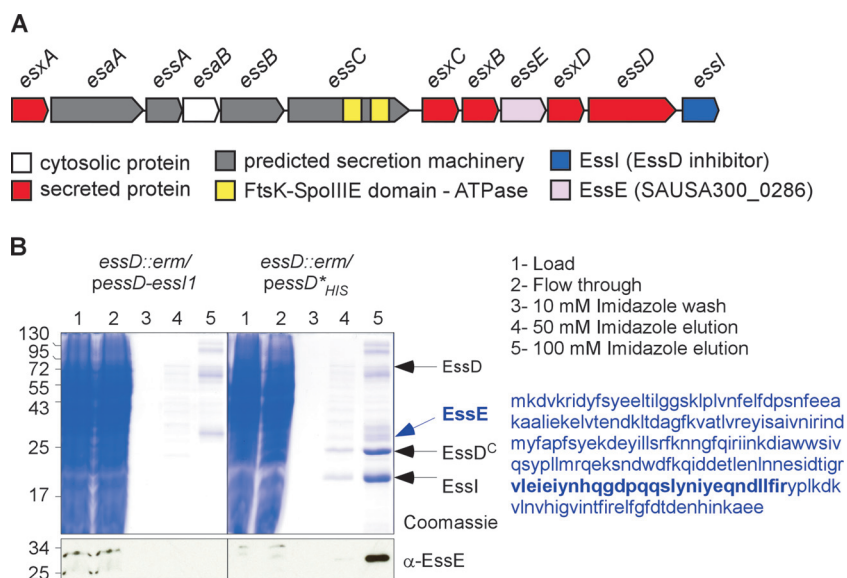 A
esxA esaA essA esaB essB essC esxC esxB essE esxD essD essI
cytosolic protein
predicted secretion machinery
EssI (EssD inhibitor)
secreted protein
FtsK-SpoIIIE domain - ATPase
EssE (SAUSA300_0286)
B
essD::erm/
pessD-essI1
essD::erm/
pessD*HIS
1 2 3 4 5 1 2 3 4 5
130
95
72
55
43
25
17
EssD
EssE
EssDC
EssI
Coomassie
34
25
α-EssE
1- Load
2- Flow through
3- 10 mM Imidazole wash
4- 50 mM Imidazole elution
5- 100 mM Imidazole elution
mkdvkridyfsyeeltilggsklplvnfelfdpsnfeea
kaaliekelvtendkltdagfkvatlvreyisaivnirind
myfapfsyekdeyillsrfknngfqiriinkdiawwsiv
qsypllmrqeksndwdfkqiddetlenlnnesidtigr
vleieiynhqgdpqqslyniyeqndllfiryplkdk
vlnvhigvintfirelfgfdtdenhinkaee